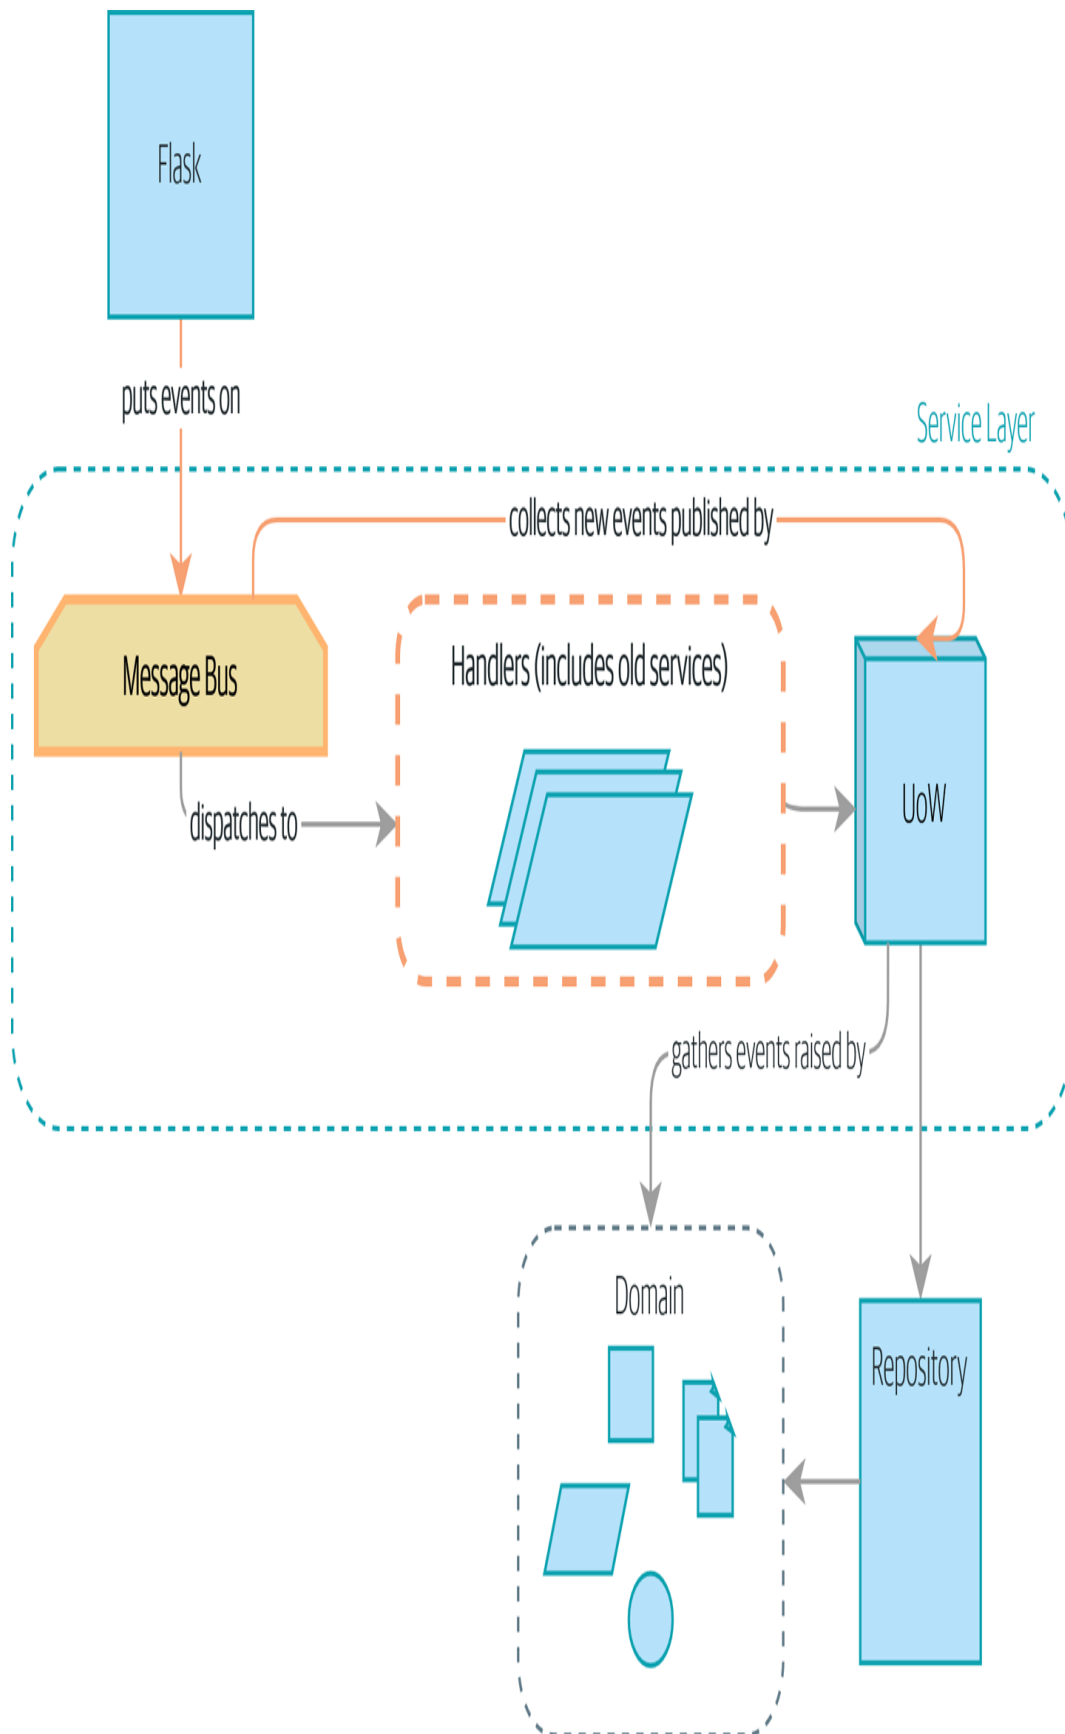 Flask
puts events on
Service Layer
collects new events published by
Message Bus
Handlers (includes old services)
dispatches to
UoW
gathers events raised by
Domain
Repository